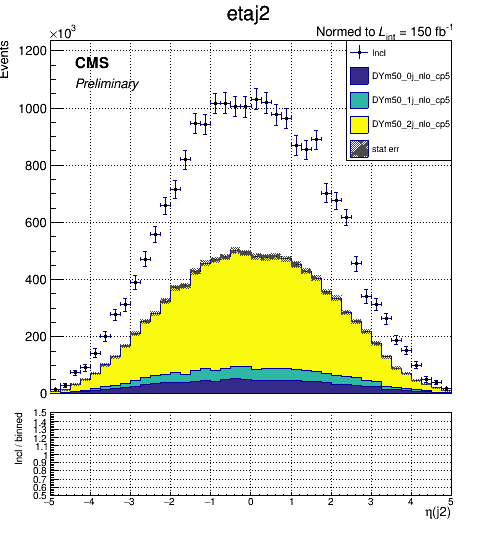 etaj2
×10³
Normed to L_int = 150 fb⁻¹
Events
CMS
Preliminary
Incl
DYm50_0j_nlo_cp5
DYm50_1j_nlo_cp5
DYm50_2j_nlo_cp5
stat err
1200
1000
800
600
400
200
0
Incl / binned
1.5
1.4
1.3
1.2
1.1
1
0.9
0.8
0.7
0.6
0.5
−5 −4 −3 −2 −1 0 1 2 3 4 5
η(j2)